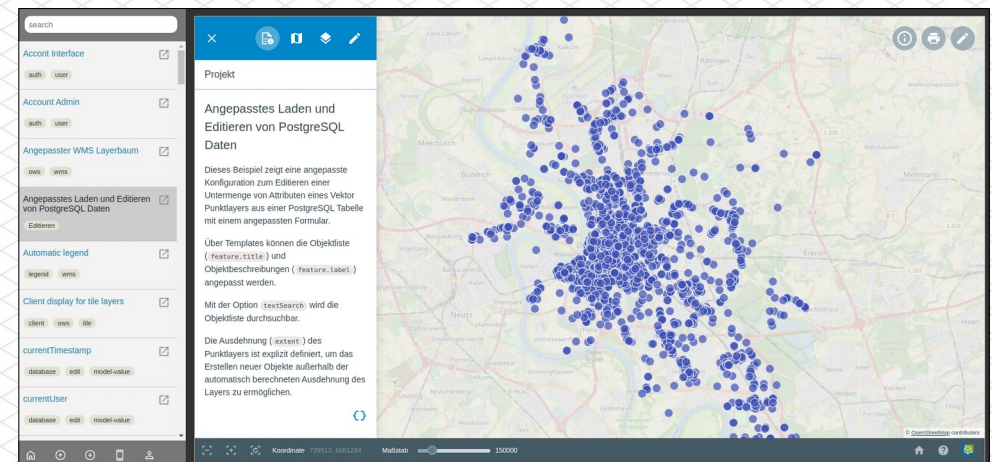 search
Accont Interface
auth user
Account Admin
auth user
Angepasster WMS Layerbaum
ows wms
Angepasstes Laden und Editieren
von PostgreSQL Daten
Editieren
Automatic legend
legend wms
Client display for tile layers
client ows tile
currentTimestamp
database edit model-value
currentUser
database edit model-value
Projekt
Angepasstes Laden und
Editieren von PostgreSQL
Daten
Dieses Beispiel zeigt eine angepasste
Konfiguration zum Editieren einer
Untermenge von Attributen eines Vektor
Punktlayers aus einer PostgreSQL Tabelle
mit einem angepassten Formular.
Über Templates können die Objektliste
( feature.title ) und
Objektbeschreibungen ( feature.label )
angepasst werden.
Mit der Option textSearch wird die
Objektliste durchsuchbar.
Die Ausdehnung ( extent ) des
Punktlayers ist explizit definiert, um das
Erstellen neuer Objekte außerhalb der
automatisch berechneten Ausdehnung des
Layers zu ermöglichen.
{}
Ratingen
Meerbusch
Büderich
Mettmann
Erkrath
Neuss
Hilden
Haan
© OpenStreetMap contributors
Koordinate 739913, 6661284 Maßstab 150000